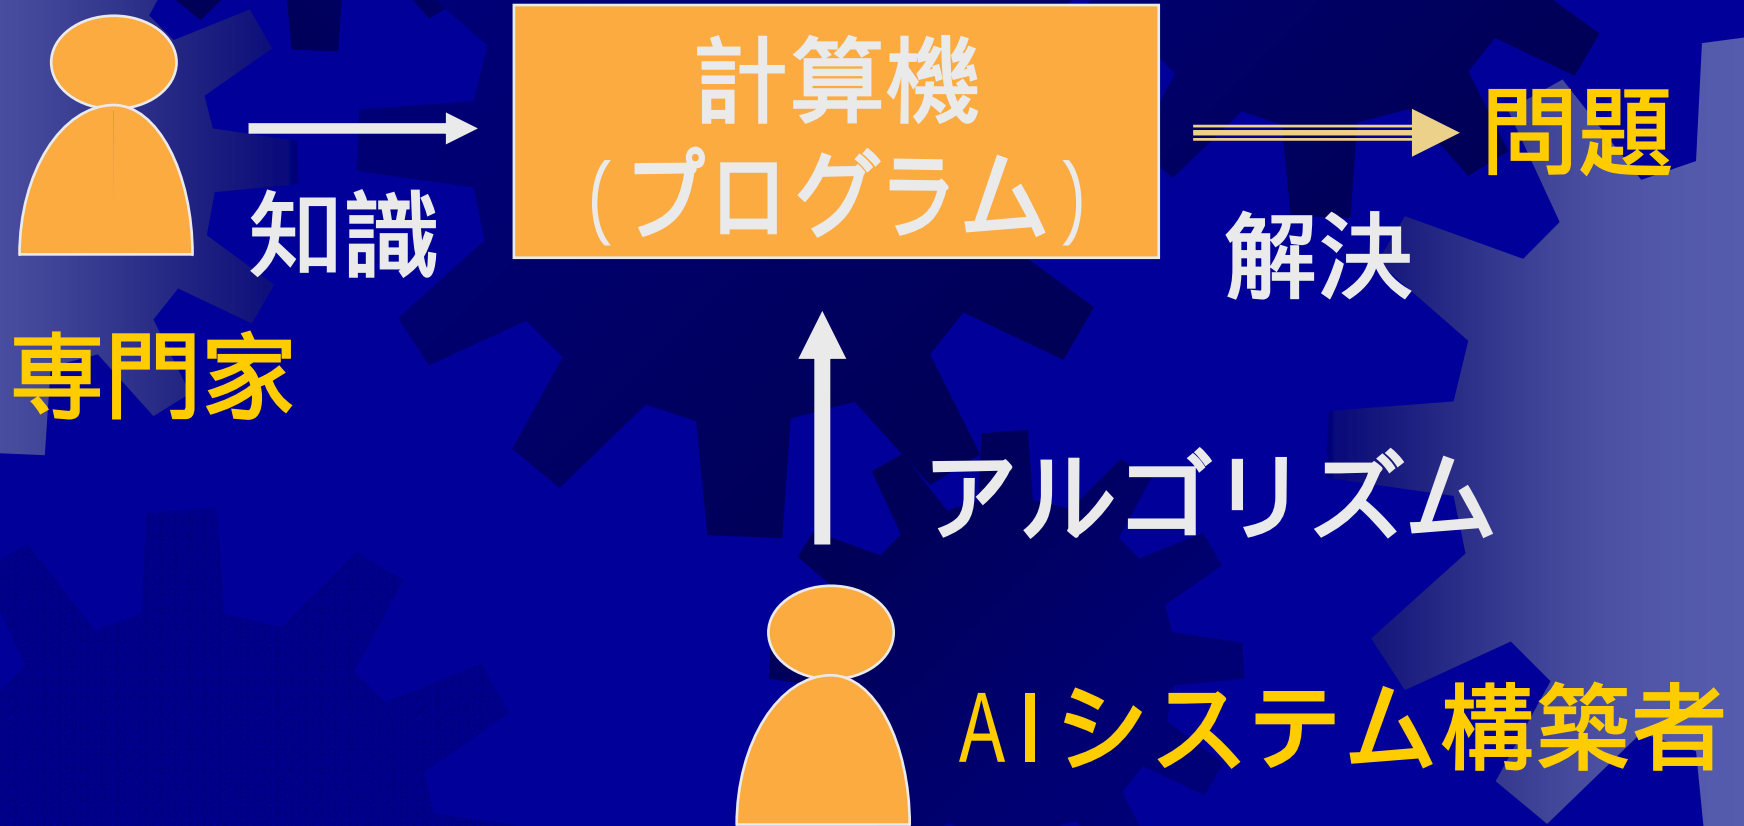 計算機
(プログラム)
知識
解決
問題
専門家
アルゴリズム
AIシステム構築者